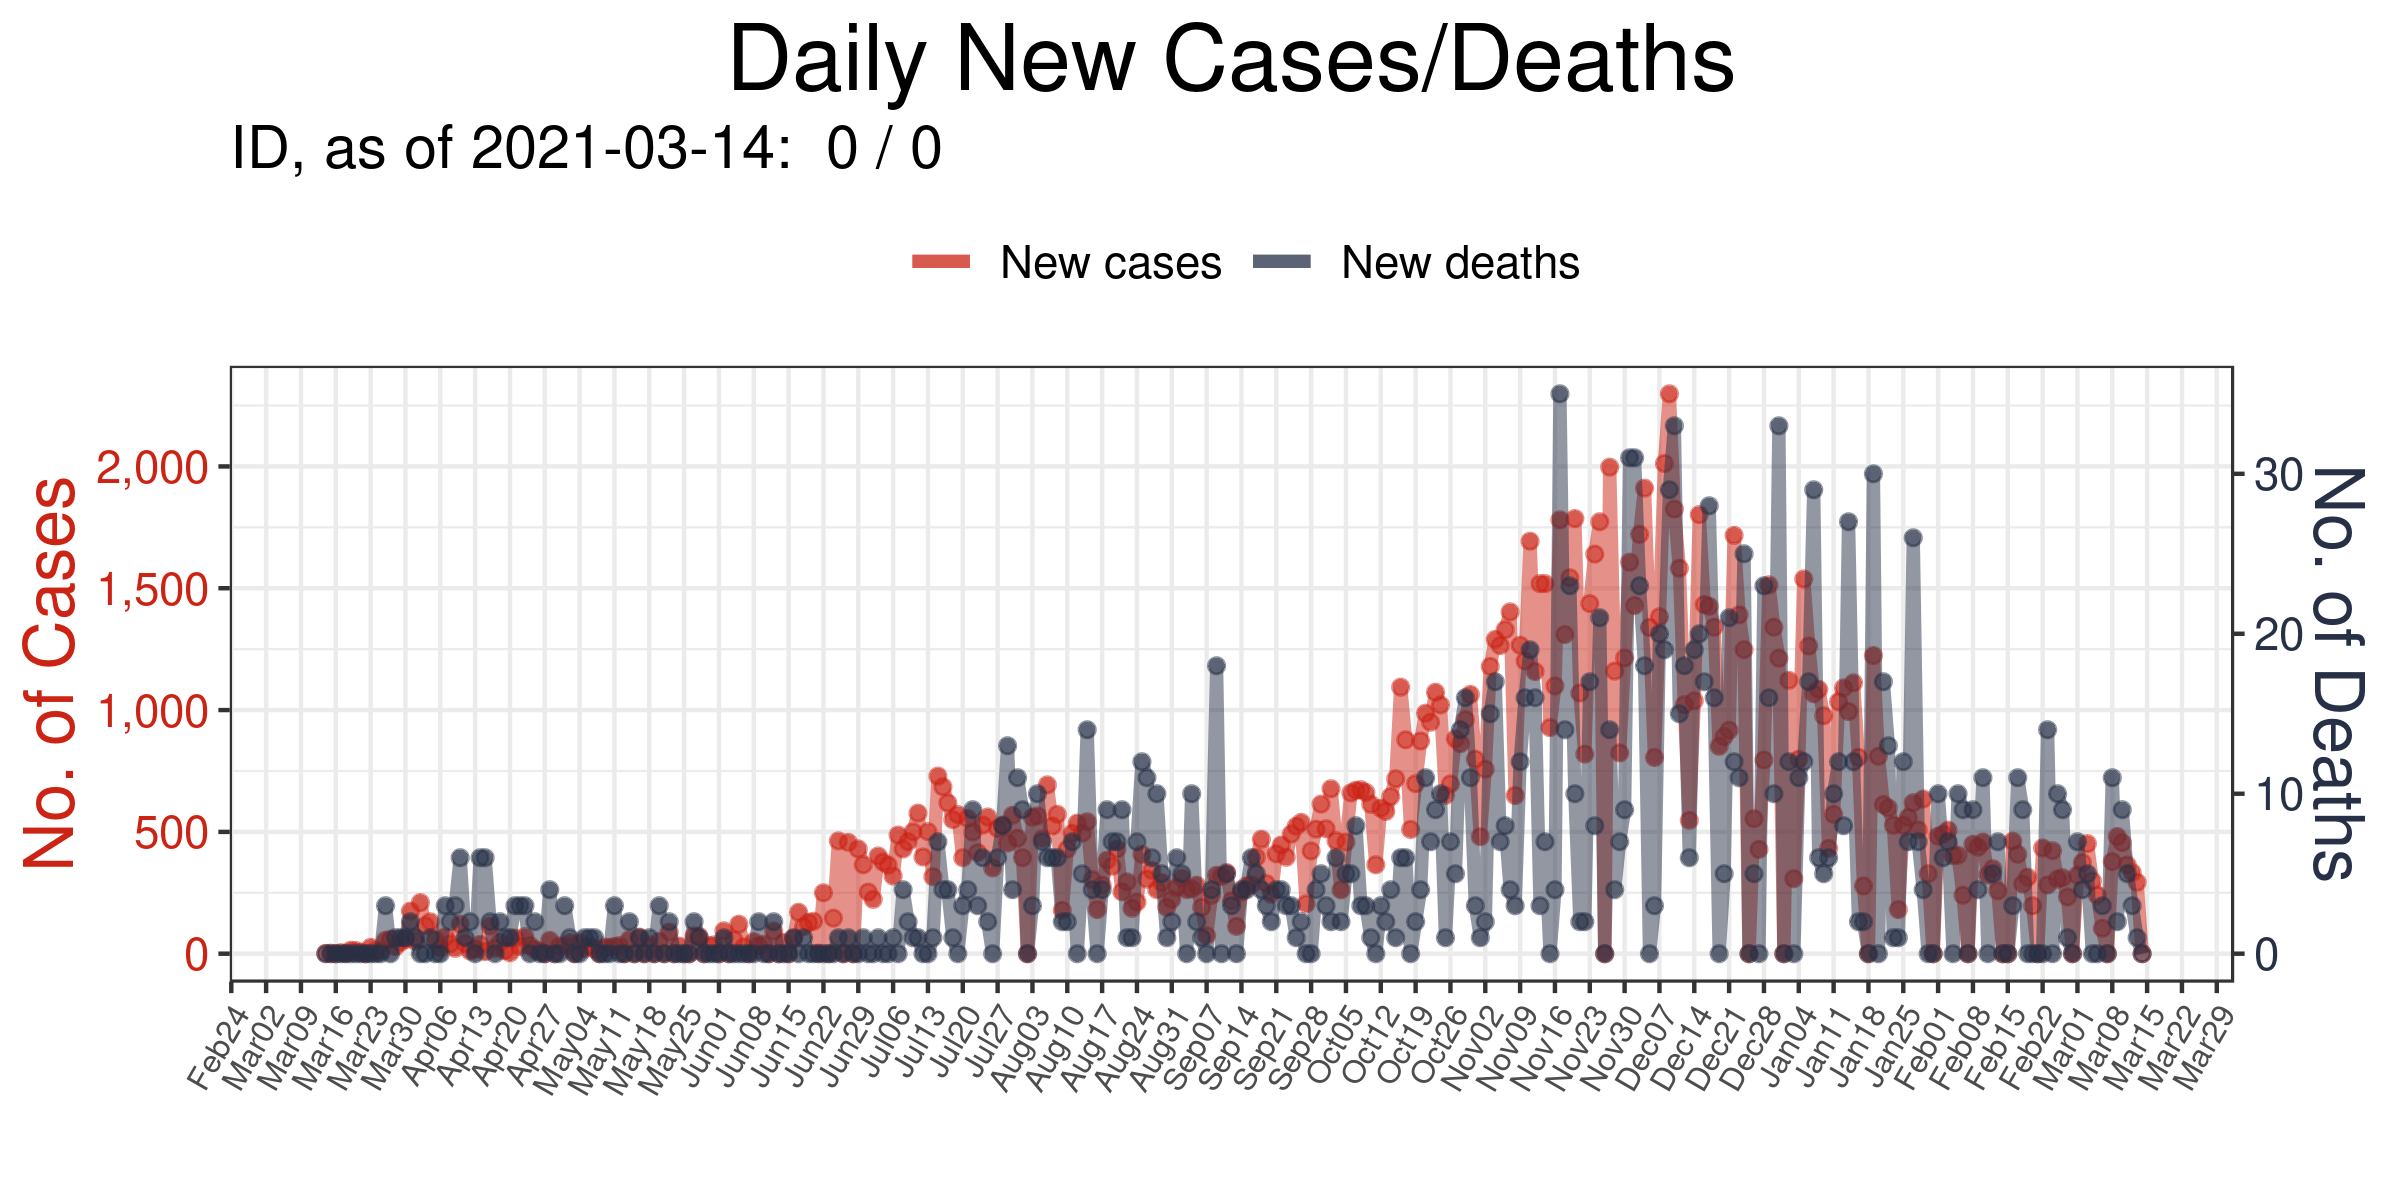 Daily New Cases/Deaths
ID, as of 2021-03-14:  0 / 0
New cases
New deaths
No. of Cases
2,000
1,500
1,000
500
0
30
20
10
0
No. of Deaths
Feb24
Mar02
Mar09
Mar16
Mar23
Mar30
Apr06
Apr13
Apr20
Apr27
May04
May11
May18
May25
Jun01
Jun08
Jun15
Jun22
Jun29
Jul06
Jul13
Jul20
Jul27
Aug03
Aug10
Aug17
Aug24
Aug31
Sep07
Sep14
Sep21
Sep28
Oct05
Oct12
Oct19
Oct26
Nov02
Nov09
Nov16
Nov23
Nov30
Dec07
Dec14
Dec21
Dec28
Jan04
Jan11
Jan18
Jan25
Feb01
Feb08
Feb15
Feb22
Mar01
Mar08
Mar15
Mar22
Mar29